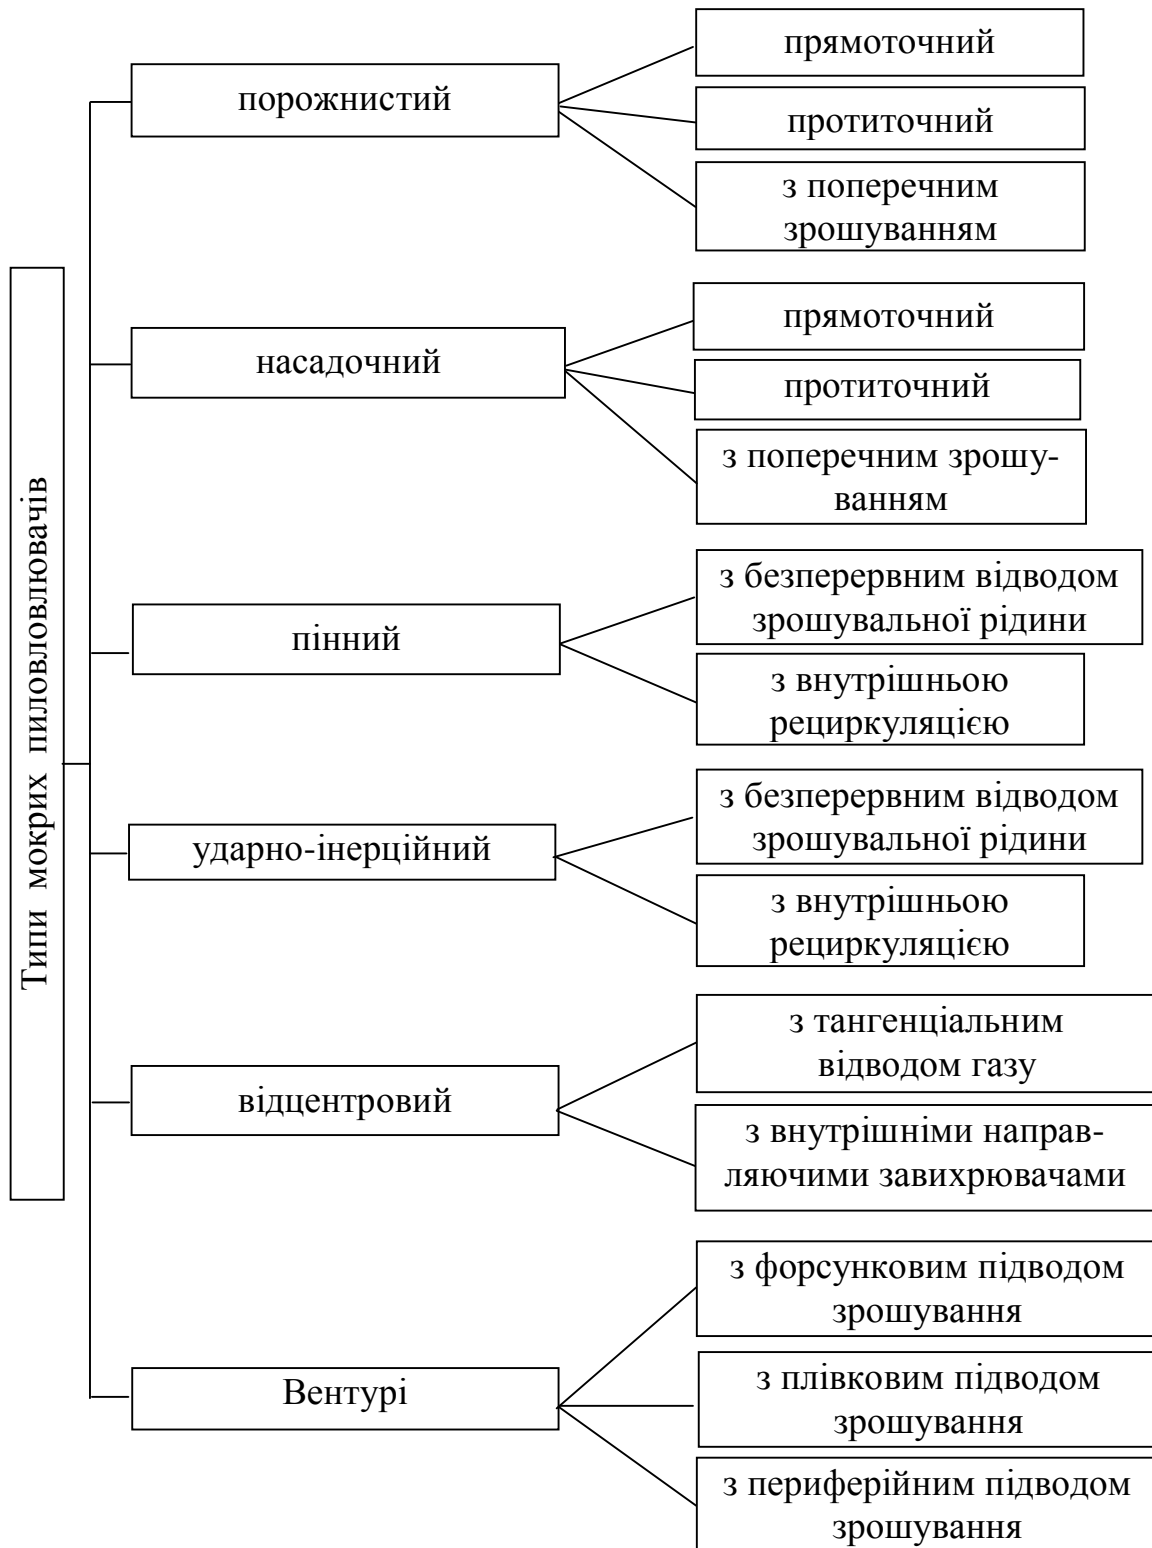 Типи мокрих пиловловлювачів
порожнистий
прямоточний
протиточний
з поперечним
зрошуванням
насадочний
прямоточний
протиточний
з поперечним зрошу-
ванням
пінний
з безперервним відводом
зрошувальної рідини
з внутрішньою
рециркуляцією
ударно-інерційний
з безперервним відводом
зрошувальної рідини
з внутрішньою
рециркуляцією
відцентровий
з тангенціальним
відводом газу
з внутрішніми направ-
ляючими завихрювачами
Вентурі
з форсунковим підводом
зрошування
з плівковим підводом
зрошування
з периферійним підводом
зрошування